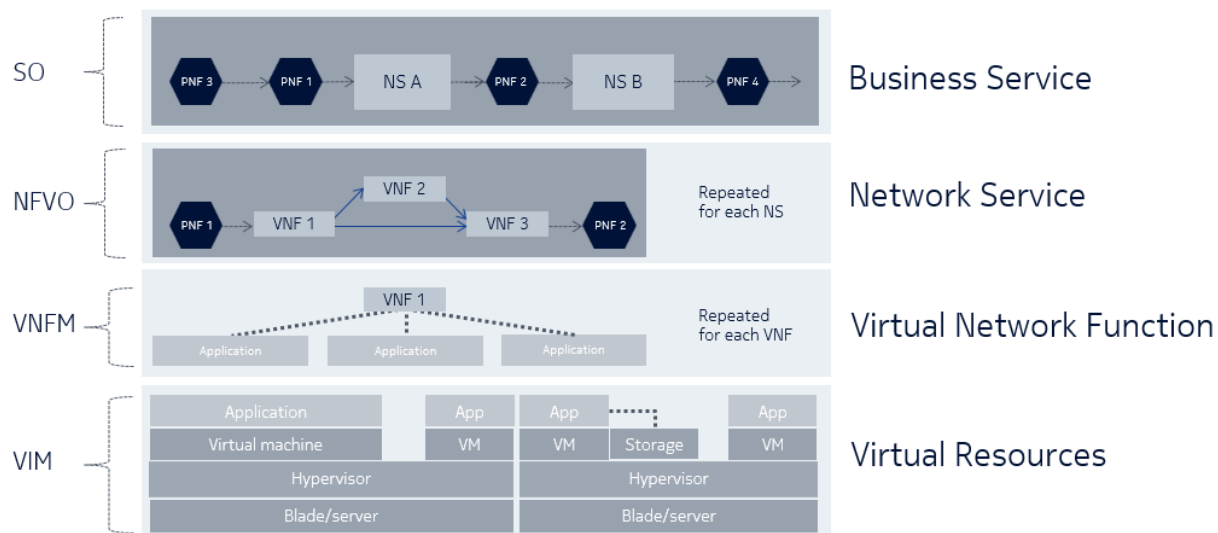 SO
PNF 3
PNF 1
NS A
PNF 2
NS B
PNF 4
Business Service
NFVO
PNF 1
VNF 1
VNF 2
VNF 3
PNF 2
Repeated
for each NS
Network Service
VNFM
VNF 1
Application
Application
Application
Repeated
for each VNF
Virtual Network Function
VIM
Application
App
App
App
Virtual machine
VM
VM
Storage
VM
Hypervisor
Hypervisor
Blade/server
Blade/server
Virtual Resources